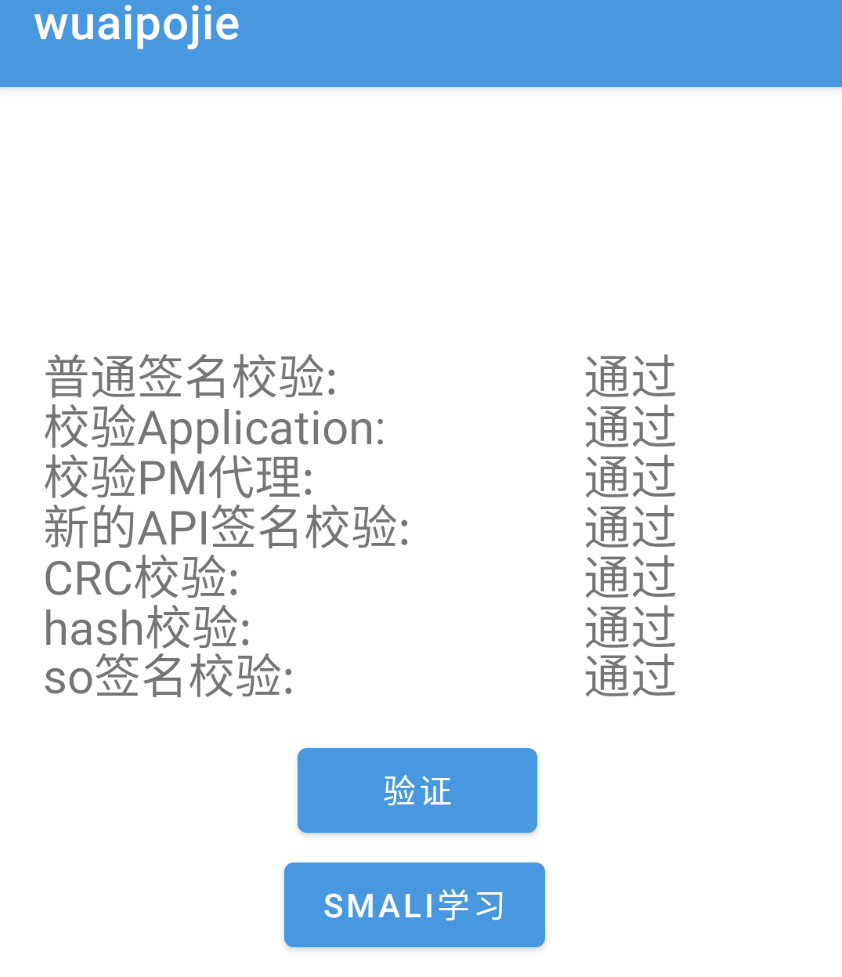 wuaipojie
普通签名校验: 通过
校验Application: 通过
校验PM代理: 通过
新的API签名校验: 通过
CRC校验: 通过
hash校验: 通过
so签名校验: 通过
验证
SMALI学习